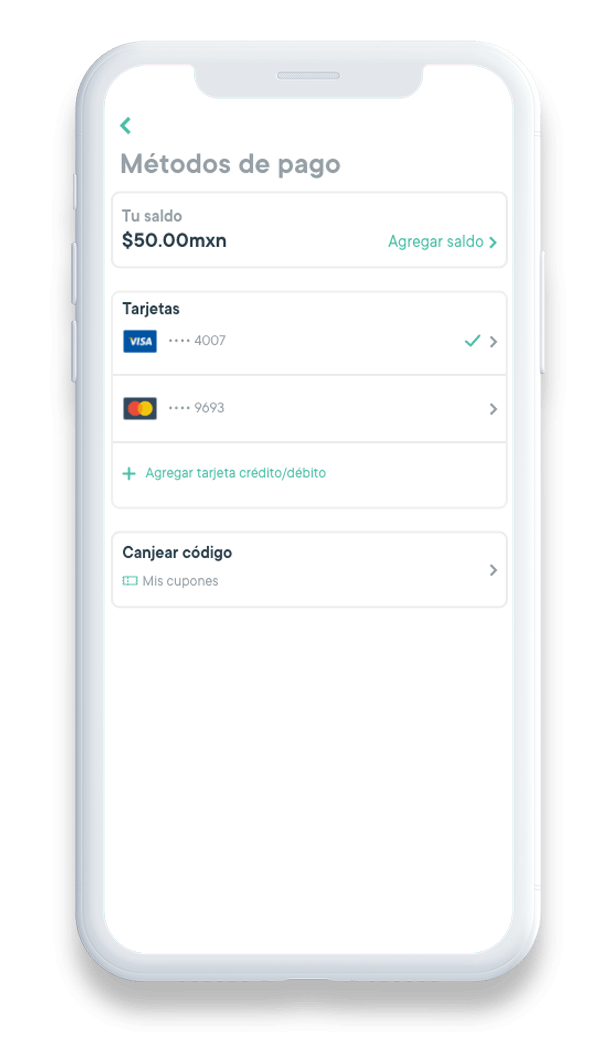 Métodos de pago
Tu saldo
$50.00mxn
Agregar saldo
Tarjetas
VISA •••• 4007
•••• 9693
Agregar tarjeta crédito/débito
Canjear código
Mis cupones